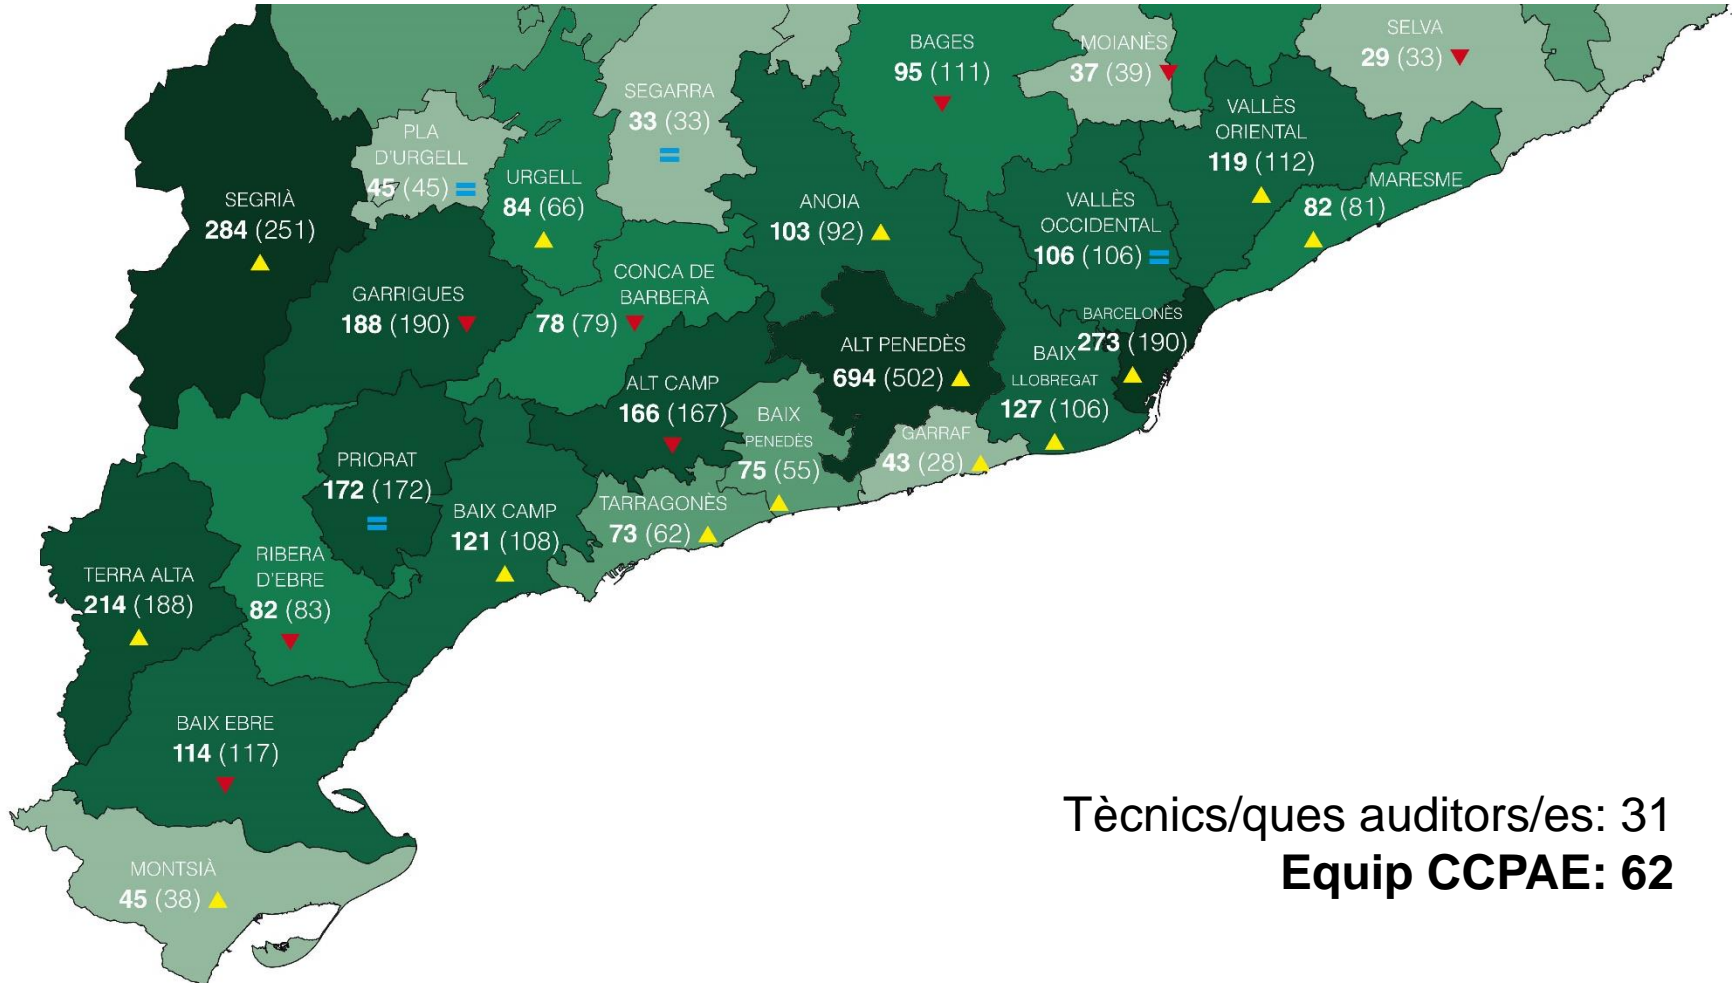 BAGES
95 (111)
MOIANÈS
37 (39)
SELVA
29 (33)
SEGARRA
33 (33)
VALLÈS
ORIENTAL
119 (112)
PLA
D'URGELL
45 (45)
URGELL
84 (66)
MARESME
82 (81)
SEGRIÀ
284 (251)
ANOIA
103 (92)
VALLÈS
OCCIDENTAL
106 (106)
GARRIGUES
188 (190)
CONCA DE
BARBERÀ
78 (79)
BARCELONÈS
273 (190)
ALT PENEDÈS
694 (502)
BAIX
LLOBREGAT
127 (106)
ALT CAMP
166 (167)
BAIX
PENEDÈS
75 (55)
GARRAF
43 (28)
PRIORAT
172 (172)
BAIX CAMP
121 (108)
TARRAGONÈS
73 (62)
TERRA ALTA
214 (188)
RIBERA
D'EBRE
82 (83)
BAIX EBRE
114 (117)
MONTSIÀ
45 (38)
Tècnics/ques auditors/es: 31
Equip CCPAE: 62